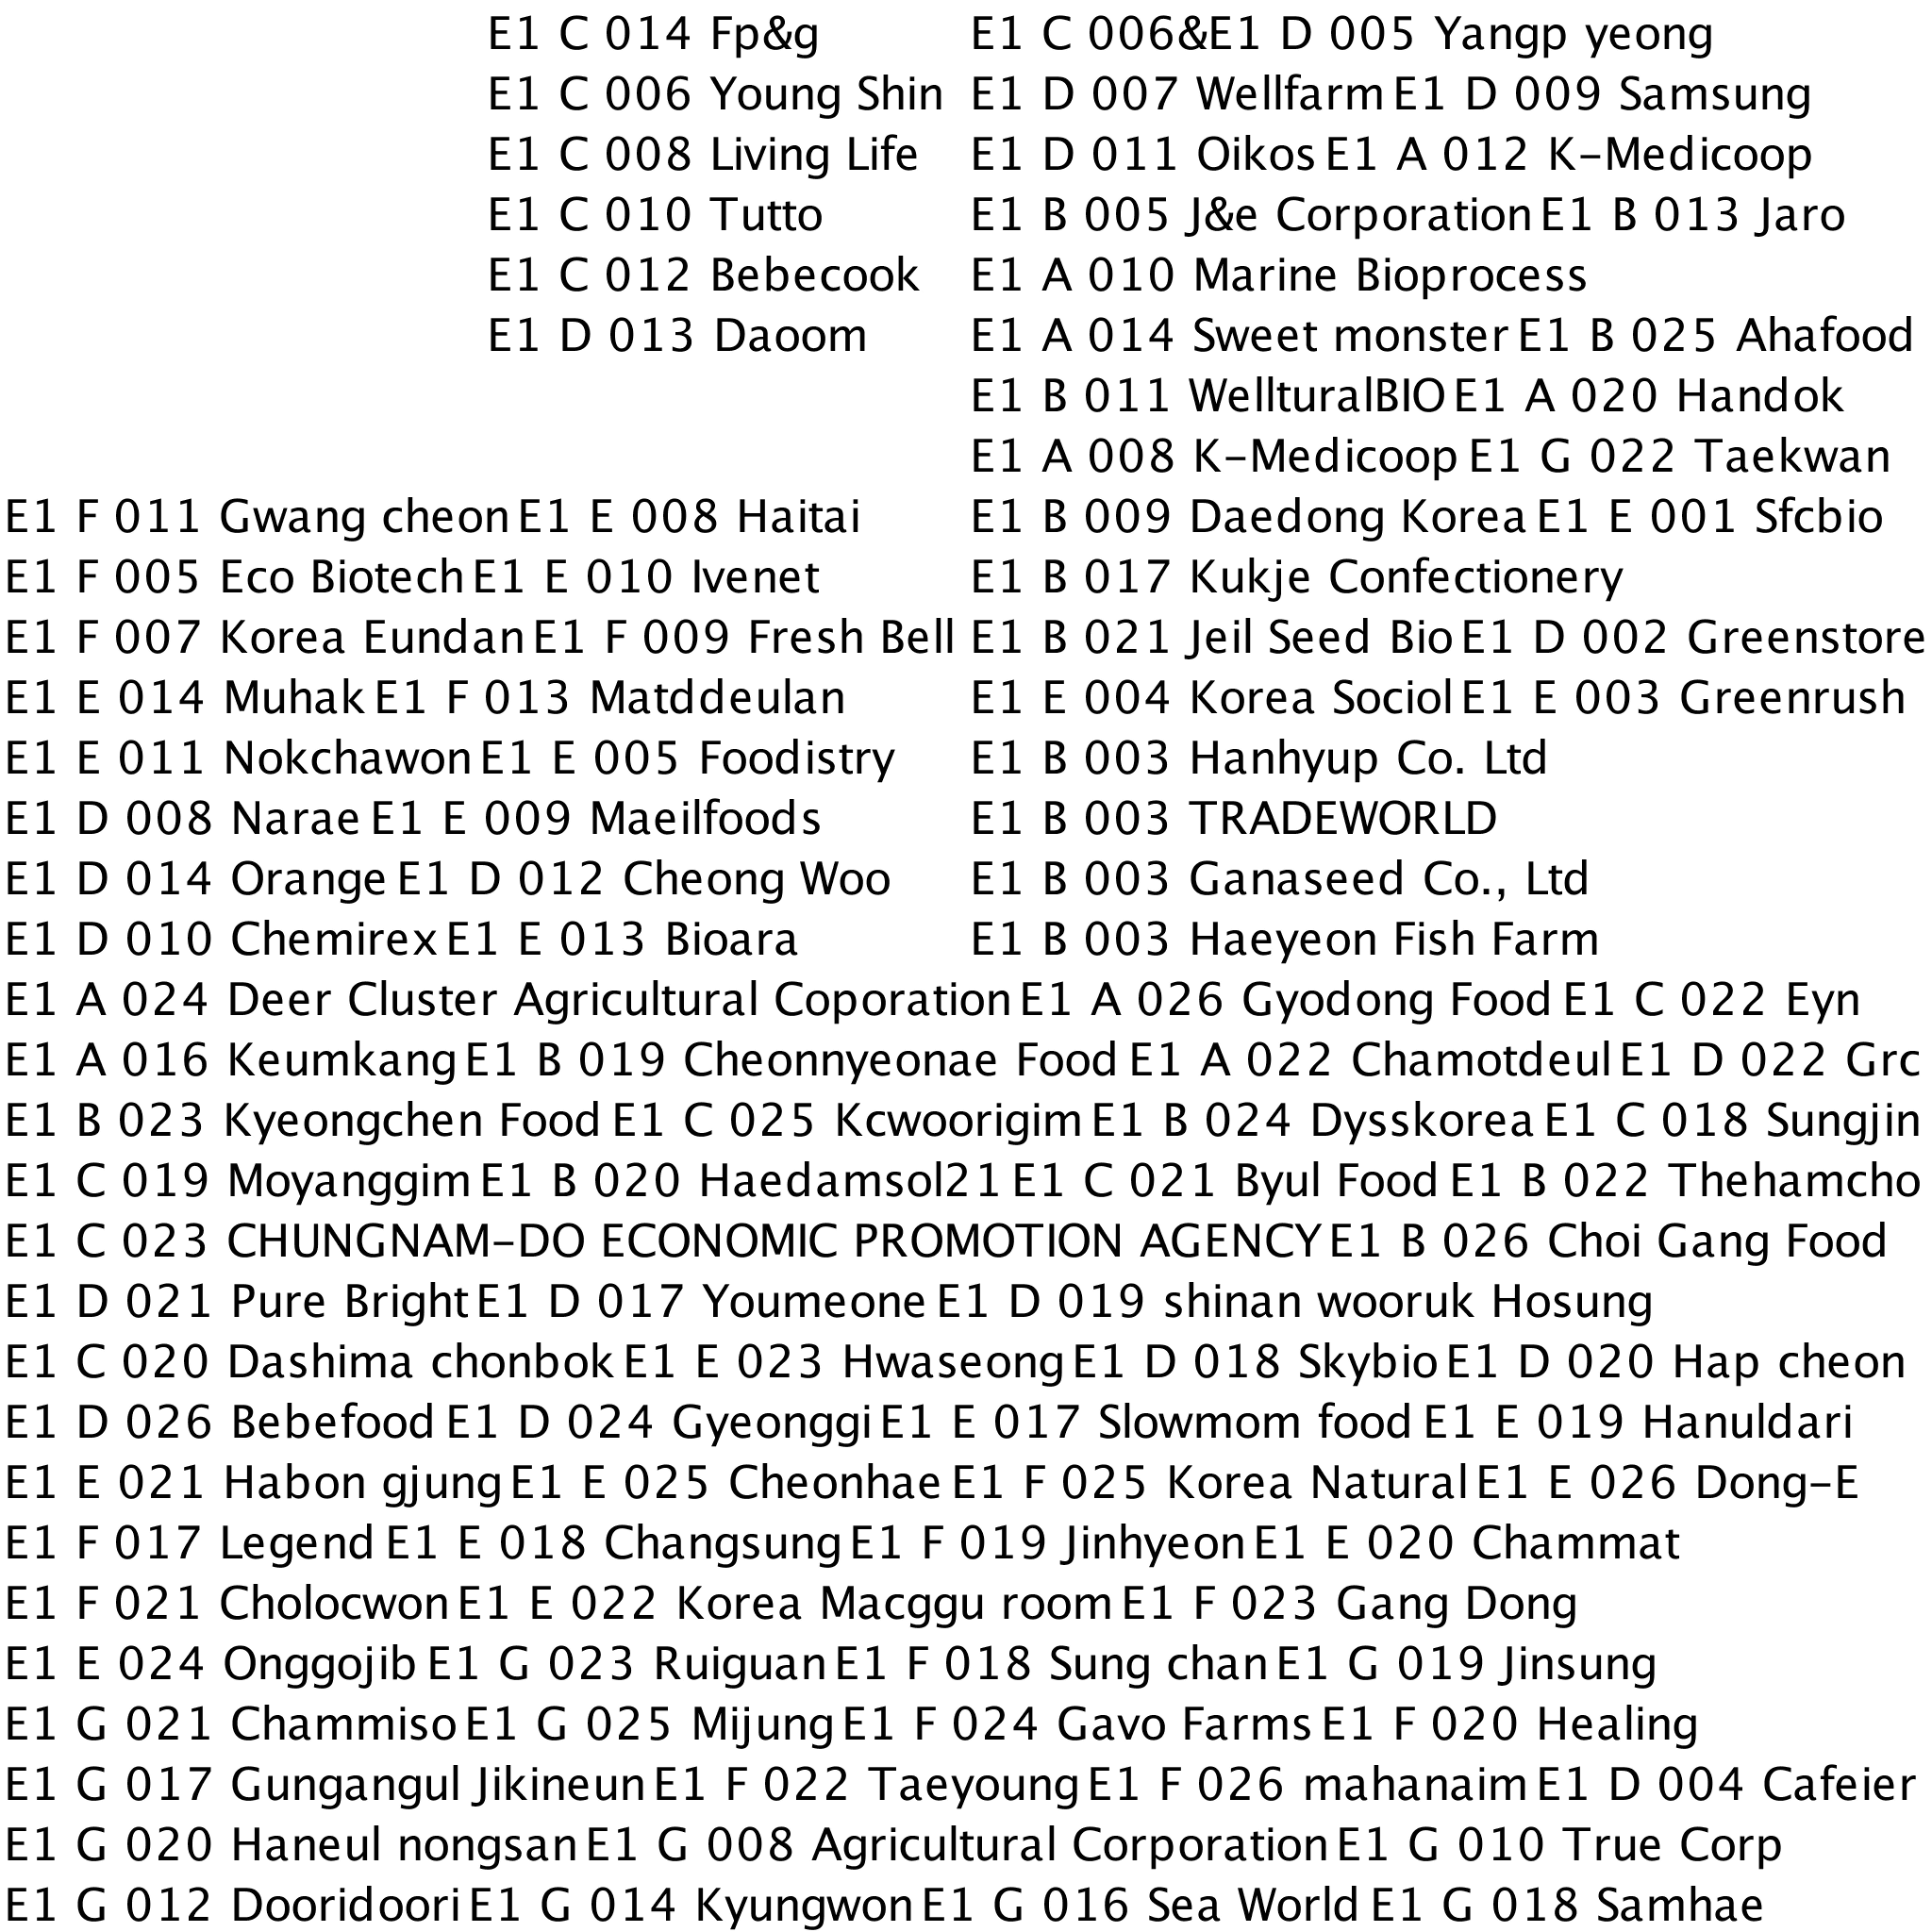 E1 C 014 Fp&g E1 C 006&E1 D 005 Yangp yeong
E1 C 006 Young Shin E1 D 007 Wellfarm E1 D 009 Samsung
E1 C 008 Living Life E1 D 011 Oikos E1 A 012 K-Medicoop
E1 C 010 Tutto E1 B 005 J&e Corporation E1 B 013 Jaro
E1 C 012 Bebecook E1 A 010 Marine Bioprocess
E1 D 013 Daoom E1 A 014 Sweet monster E1 B 025 Ahafood
E1 B 011 WellturalBIO E1 A 020 Handok
E1 A 008 K-Medicoop E1 G 022 Taekwan
E1 F 011 Gwang cheon E1 E 008 Haitai E1 B 009 Daedong Korea E1 E 001 Sfcbio
E1 F 005 Eco Biotech E1 E 010 Ivenet E1 B 017 Kukje Confectionery
E1 F 007 Korea Eundan E1 F 009 Fresh Bell E1 B 021 Jeil Seed Bio E1 D 002 Greenstore
E1 E 014 Muhak E1 F 013 Matddeulan E1 E 004 Korea Sociol E1 E 003 Greenrush
E1 E 011 Nokchawon E1 E 005 Foodistry E1 B 003 Hanhyup Co. Ltd
E1 D 008 Narae E1 E 009 Maeilfoods E1 B 003 TRADEWORLD
E1 D 014 Orange E1 D 012 Cheong Woo E1 B 003 Ganaseed Co., Ltd
E1 D 010 Chemirex E1 E 013 Bioara E1 B 003 Haeyeon Fish Farm
E1 A 024 Deer Cluster Agricultural Coporation E1 A 026 Gyodong Food E1 C 022 Eyn
E1 A 016 Keumkang E1 B 019 Cheonnyeonae Food E1 A 022 Chamotdeul E1 D 022 Grc
E1 B 023 Kyeongchen Food E1 C 025 Kcwoorigim E1 B 024 Dysskorea E1 C 018 Sungjin
E1 C 019 Moyanggim E1 B 020 Haedamsol21 E1 C 021 Byul Food E1 B 022 Thehamcho
E1 C 023 CHUNGNAM-DO ECONOMIC PROMOTION AGENCY E1 B 026 Choi Gang Food
E1 D 021 Pure Bright E1 D 017 Youmeone E1 D 019 shinan wooruk Hosung
E1 C 020 Dashima chonbok E1 E 023 Hwaseong E1 D 018 Skybio E1 D 020 Hap cheon
E1 D 026 Bebefood E1 D 024 Gyeonggi E1 E 017 Slowmom food E1 E 019 Hanuldari
E1 E 021 Habon gjung E1 E 025 Cheonhae E1 F 025 Korea Natural E1 E 026 Dong-E
E1 F 017 Legend E1 E 018 Changsung E1 F 019 Jinhyeon E1 E 020 Chammat
E1 F 021 Cholocwon E1 E 022 Korea Macggu room E1 F 023 Gang Dong
E1 E 024 Onggojib E1 G 023 Ruiguan E1 F 018 Sung chan E1 G 019 Jinsung
E1 G 021 Chammiso E1 G 025 Mijung E1 F 024 Gavo Farms E1 F 020 Healing
E1 G 017 Gungangul Jikineun E1 F 022 Taeyoung E1 F 026 mahanaim E1 D 004 Cafeier
E1 G 020 Haneul nongsan E1 G 008 Agricultural Corporation E1 G 010 True Corp
E1 G 012 Dooridoori E1 G 014 Kyungwon E1 G 016 Sea World E1 G 018 Samhae